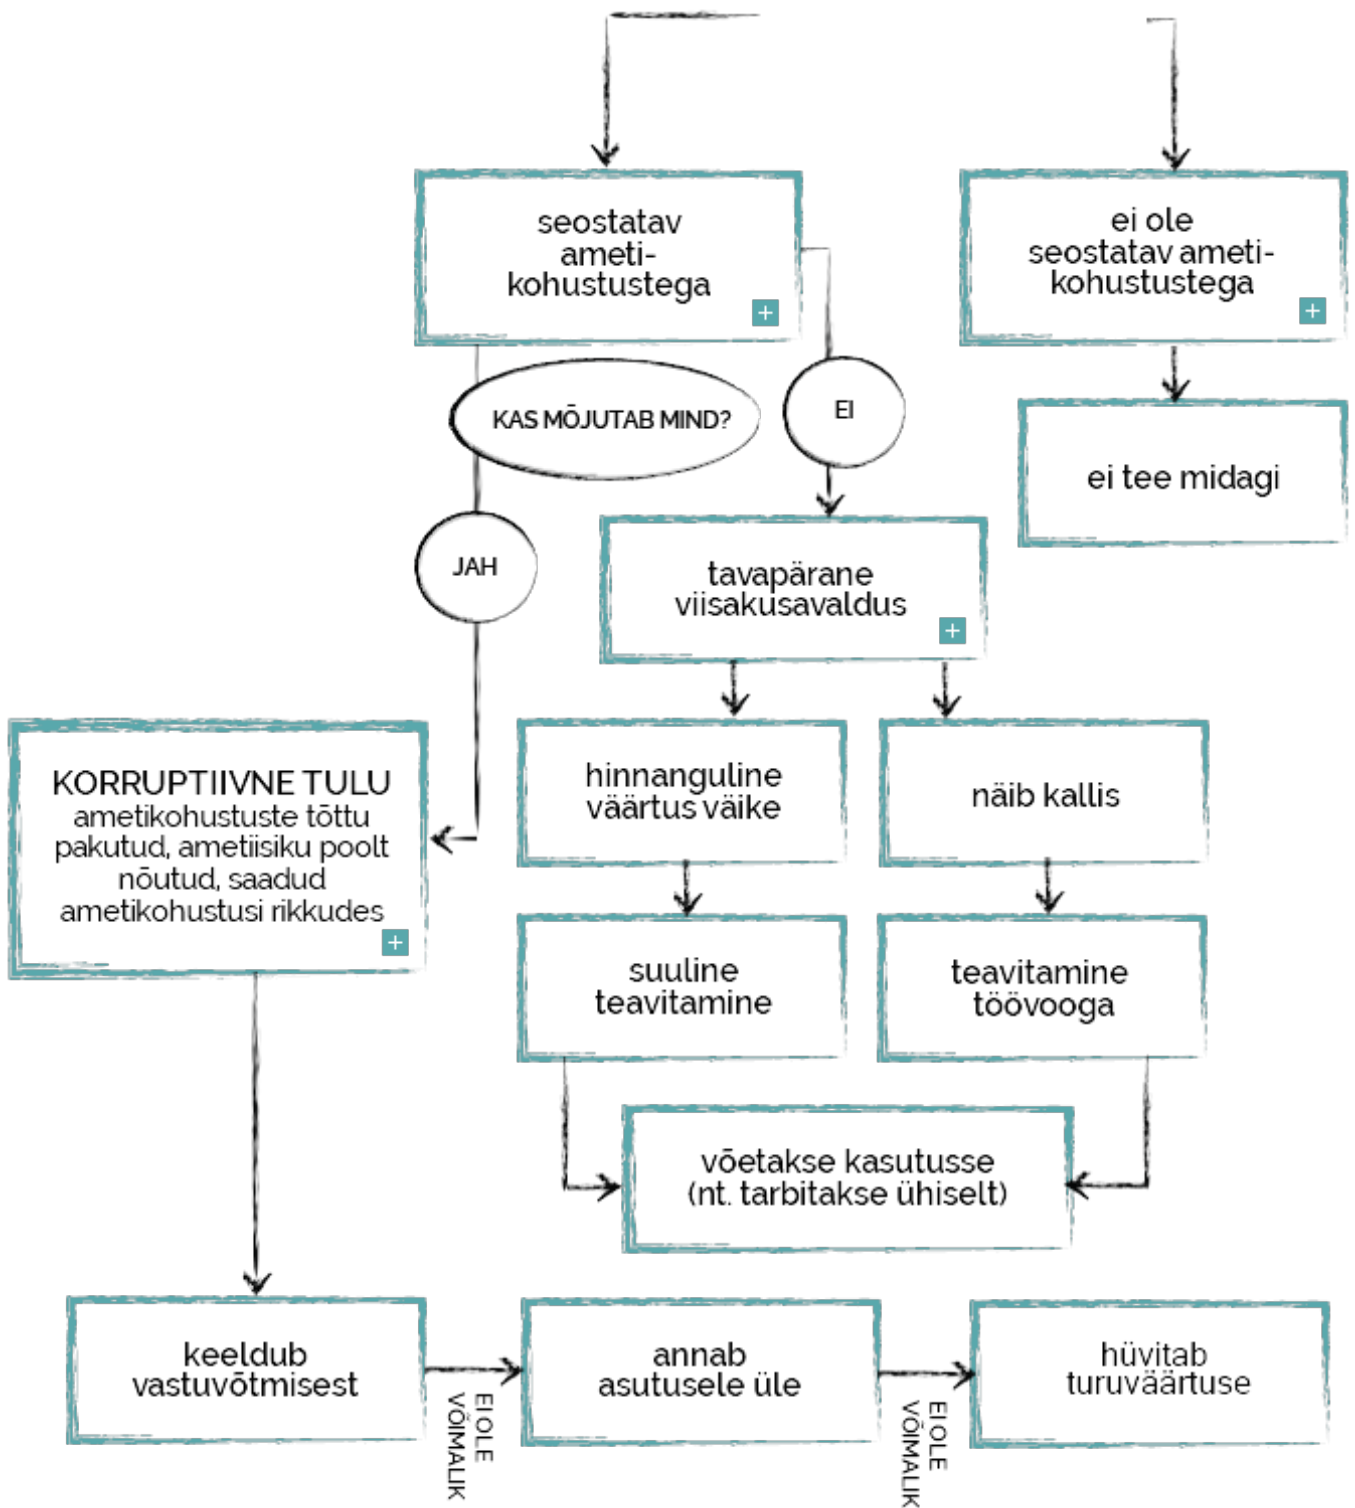 seostatav
ameti-
kohustustega
ei ole
seostatav ameti-
kohustustega
KAS MÕJUTAB MIND?
EI
ei tee midagi
JAH
tavapärane
viisakusavaldus
KORRUPTIIVNE TULU
ametikohustuste tõttu
pakutud, ametiisiku poolt
nõutud, saadud
ametikohustusi rikkudes
hinnanguline
väärtus väike
näib kallis
suuline
teavitamine
teavitamine
töövooga
võetakse kasutusse
(nt. tarbitakse ühiselt)
keeldub
vastuvõtmisest
EI OLE
VÕIMALIK
annab
asutusele üle
EI OLE
VÕIMALIK
hüvitab
turuväärtuse